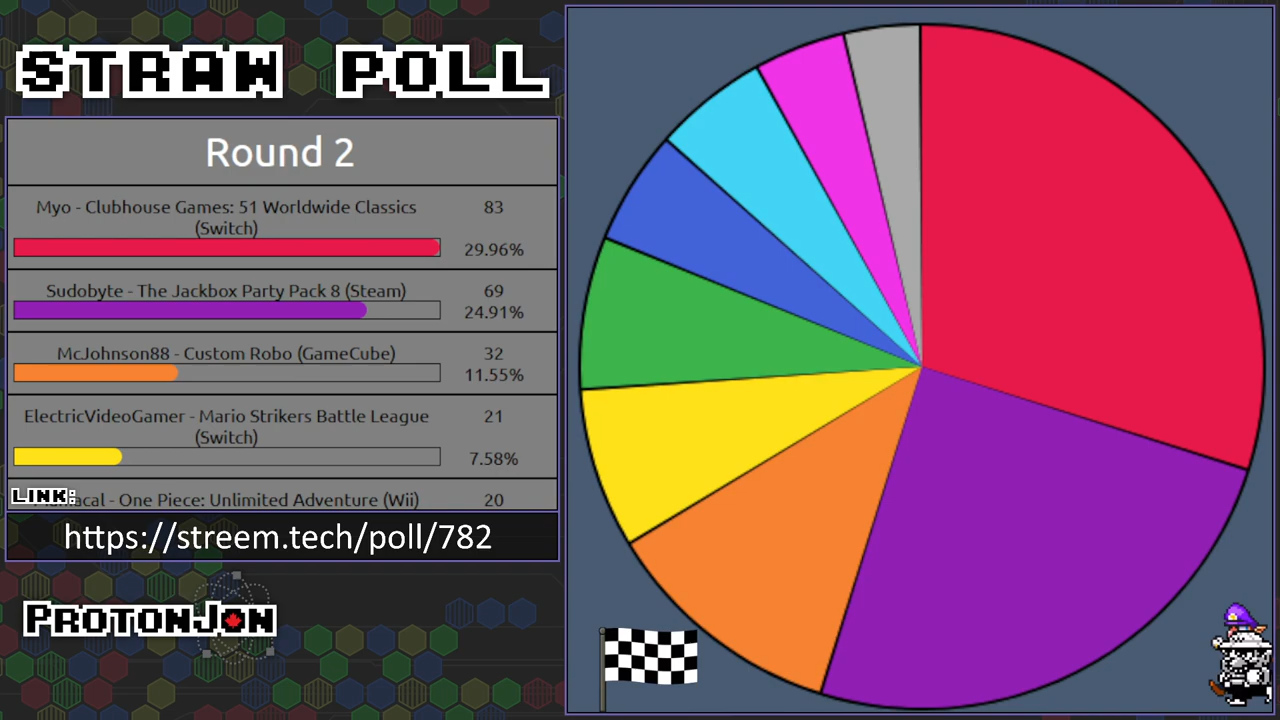 STRAW POLL
Round 2
Myo - Clubhouse Games: 51 Worldwide Classics
(Switch)
83
29.96%
Sudobyte - The Jackbox Party Pack 8 (Steam)
69
24.91%
McJohnson88 - Custom Robo (GameCube)
32
11.55%
ElectricVideoGamer - Mario Strikers Battle League
(Switch)
21
7.58%
LINK:
- One Piece: Unlimited Adventure (Wii)
20
https://streem.tech/poll/782
PROTONJON